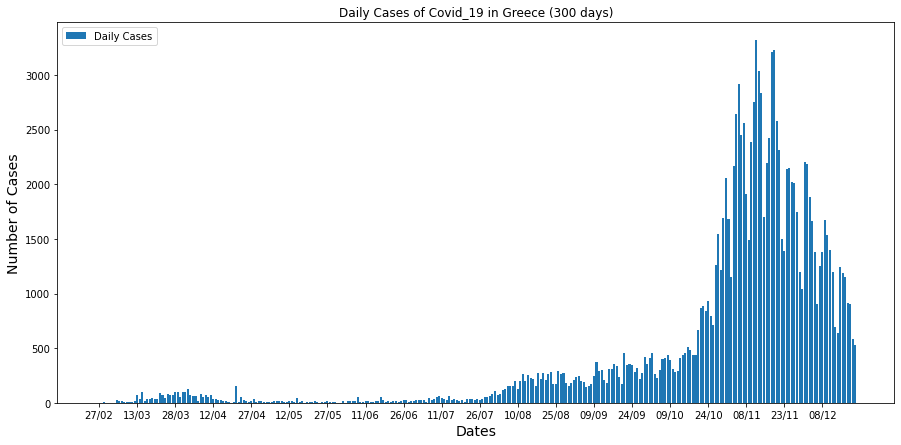 Daily Cases of Covid_19 in Greece (300 days)
Daily Cases
Number of Cases
3000
2500
2000
1500
1000
500
0
27/02 13/03 28/03 12/04 27/04 12/05 27/05 11/06 26/06 11/07 26/07 10/08 25/08 09/09 24/09 09/10 24/10 08/11 23/11 8/12
Dates